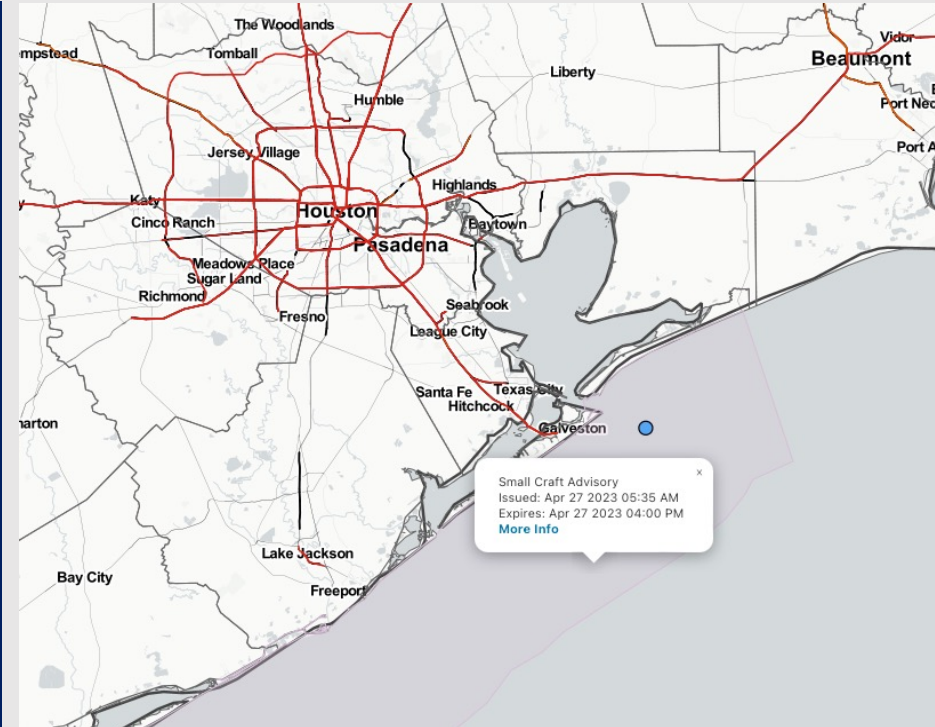 The Woodlands
mpstead
Tomball
Vidor
Beaumont
Liberty
Humble
Port Nec
Port A
Jersey Village
Highlands
Katy
Houston
Cinco Ranch
Baytown
Pasadena
Meadows Place
Sugar Land
Richmond
Seabrook
Fresno
League City
Santa Fe
Texas City
Hitchcock
harton
Galveston
Small Craft Advisory
Issued: Apr 27 2023 05:35 AM
Expires: Apr 27 2023 04:00 PM
More Info
Lake Jackson
Bay City
Freeport